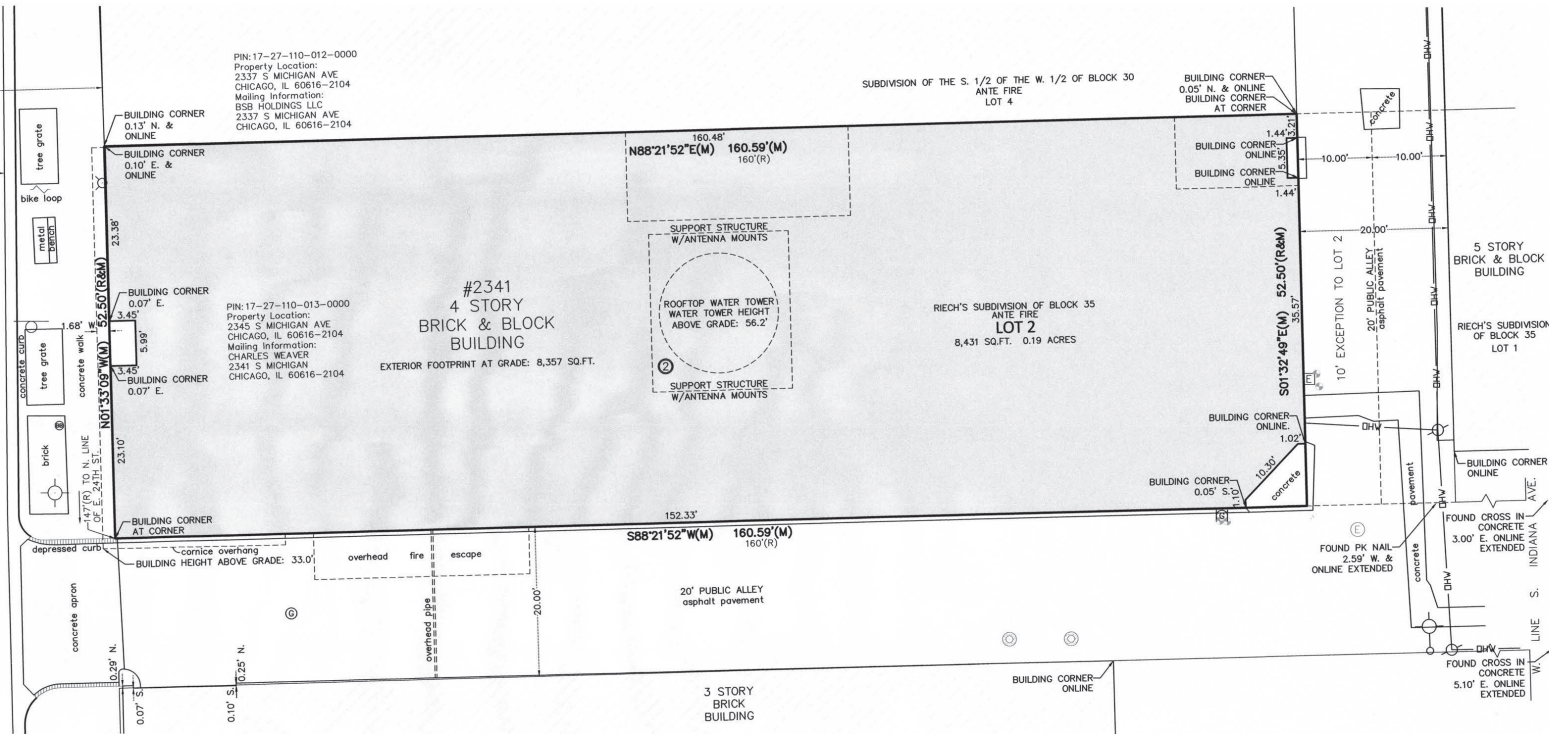 PIN: 17-27-110-012-0000
Property Location:
2337 S MICHIGAN AVE
CHICAGO, IL 60616-2104
Mailing Information:
BSB HOLDINGS LLC
2337 S MICHIGAN AVE
CHICAGO, IL 60616-2104
SUBDIVISION OF THE S. 1/2 OF THE W. 1/2 OF BLOCK 30
ANTE FIRE
LOT 4
BUILDING CORNER
0.05' N. & ONLINE
BUILDING CORNER
AT CORNER
concrete
BUILDING CORNER
0.13' N. &
ONLINE
BUILDING CORNER
0.10' E. &
ONLINE
tree grate
bike loop
metal
bench
160.48'
N88°21'52"E(M) 160.59'(M)
160'(R)
1.44'
3.21'
BUILDING CORNER
ONLINE
5.35'
BUILDING CORNER
ONLINE
1.44'
10.00'
10.00'
20.00'
OHW
OHW
OHW
OHW
OHW
5 STORY
BRICK & BLOCK
BUILDING
RIECH'S SUBDIVISION
OF BLOCK 35
LOT 1
23.38'
N01°33'09"W(M) 52.50'(R&M)
BUILDING CORNER
0.07' E.
3.45'
1.68' W.
5.99'
3.45'
BUILDING CORNER
0.07' E.
concrete curb
tree grate
concrete walk
brick
23.10'
147'(R) TO N. LINE
OF E. 24TH ST.
PIN: 17-27-110-013-0000
Property Location:
2345 S MICHIGAN AVE
CHICAGO, IL 60616-2104
Mailing Information:
CHARLES WEAVER
2341 S MICHIGAN
CHICAGO, IL 60616-2104
#2341
4 STORY
BRICK & BLOCK
BUILDING
EXTERIOR FOOTPRINT AT GRADE: 8,357 SQ.FT.
SUPPORT STRUCTURE
W/ANTENNA MOUNTS
ROOFTOP WATER TOWER
WATER TOWER HEIGHT
ABOVE GRADE: 56.2'
2
SUPPORT STRUCTURE
W/ANTENNA MOUNTS
RIECH'S SUBDIVISION OF BLOCK 35
ANTE FIRE
LOT 2
8,431 SQ.FT. 0.19 ACRES
S01°32'49"E(M) 52.50'(R&M)
35.57'
10' EXCEPTION TO LOT 2
20' PUBLIC ALLEY
asphalt pavement
E
BUILDING CORNER
ONLINE.
1.02'
10.30'
concrete
BUILDING CORNER
0.05' S.
1.10'
OHW
pavement
concrete
BUILDING CORNER
ONLINE
E
FOUND PK NAIL
2.59' W. &
ONLINE EXTENDED
FOUND CROSS IN
CONCRETE
3.00' E. ONLINE
EXTENDED
W. LINE S. INDIANA AVE.
OHW
FOUND CROSS IN
CONCRETE
5.10' E. ONLINE
EXTENDED
152.33'
S88°21'52"W(M) 160.59'(M)
160'(R)
BUILDING CORNER
AT CORNER
depressed curb
cornice overhang
BUILDING HEIGHT ABOVE GRADE: 33.0'
overhead fire escape
overhead pipe
20.00'
20' PUBLIC ALLEY
asphalt pavement
G
concrete apron
0.29' N.
0.07' S.
0.25' N.
0.10' S.
3 STORY
BRICK
BUILDING
BUILDING CORNER
ONLINE